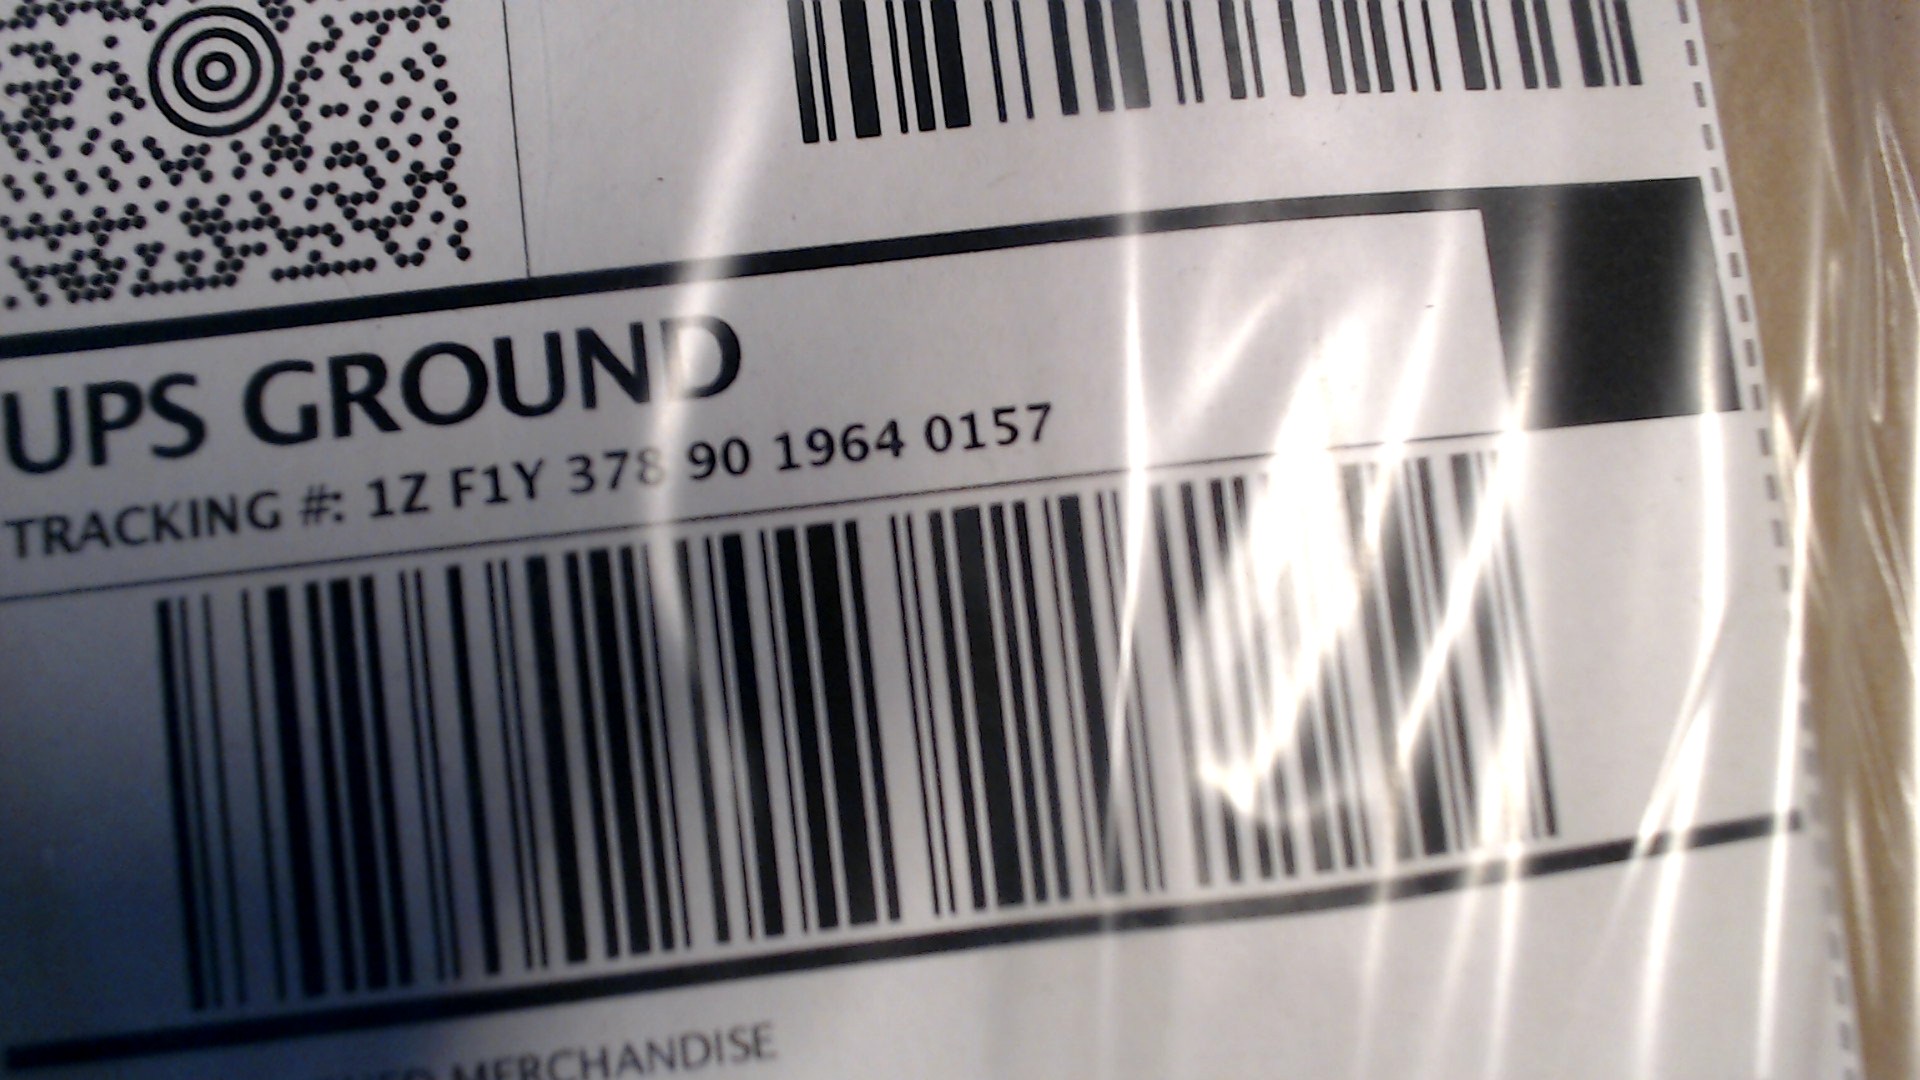 UPS GROUND
TRACKING #: 1Z F1Y 378 90 1964 0157
MERCHANDISE